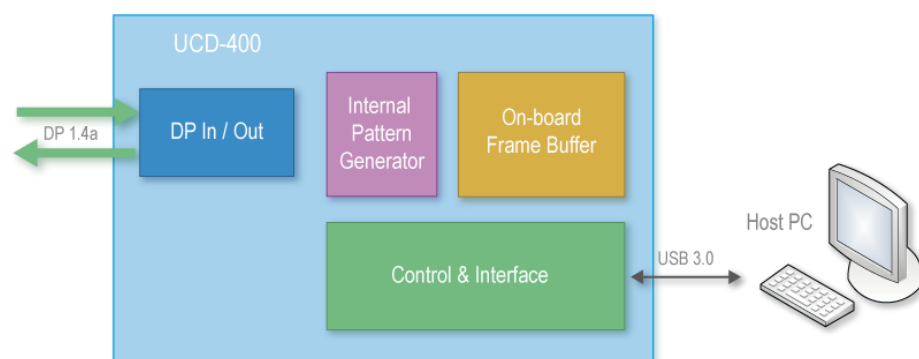 UCD-400
DP 1.4a
DP In / Out
Internal
Pattern
Generator
On-board
Frame Buffer
Control & Interface
USB 3.0
Host PC